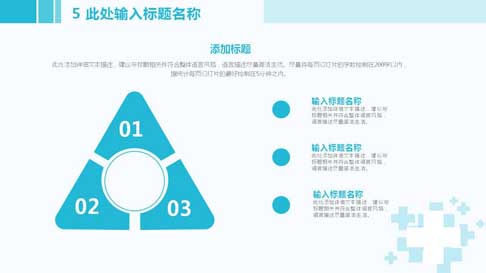 5 此处输入标题名称
添加标题
此处添加详细文本描述，建议与标题相关并符合整体语言风格，语言描述尽量简洁生动。尽量将每页幻灯片的字数控制在200字以内，
据统计每页幻灯片的最好控制在5分钟之内。
01
02
03
输入标题名称
此处添加详细文本描述，建议与
标题相关并符合整体语言风格，
语言描述尽量简洁生动。
输入标题名称
此处添加详细文本描述，建议与
标题相关并符合整体语言风格，
语言描述尽量简洁生动。
输入标题名称
此处添加详细文本描述，建议与
标题相关并符合整体语言风格，
语言描述尽量简洁生动。